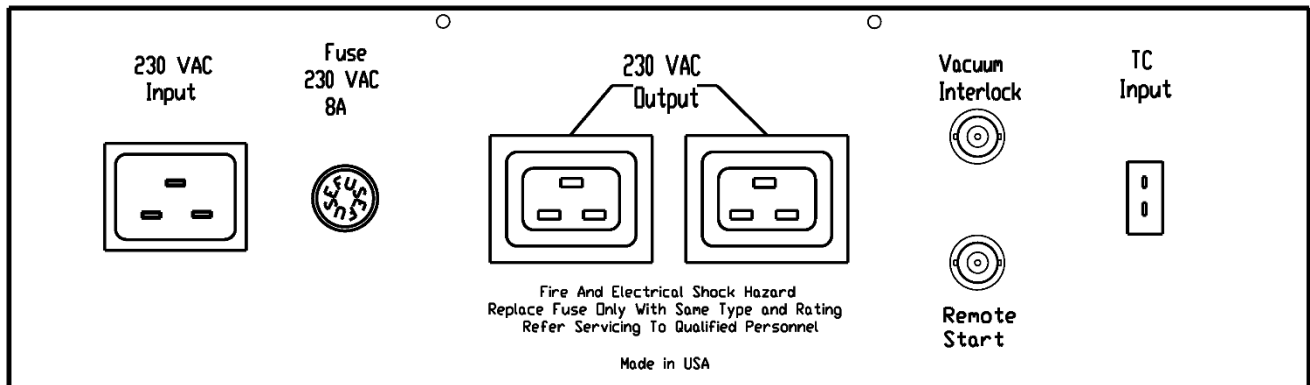 230 VAC
Input
Fuse
230 VAC
8A
FUSE
FUSE
230 VAC
Output
Vacuum
Interlock
TC
Input
Fire And Electrical Shock Hazard
Replace Fuse Only With Same Type and Rating
Refer Servicing To Qualified Personnel
Made in USA
Remote
Start